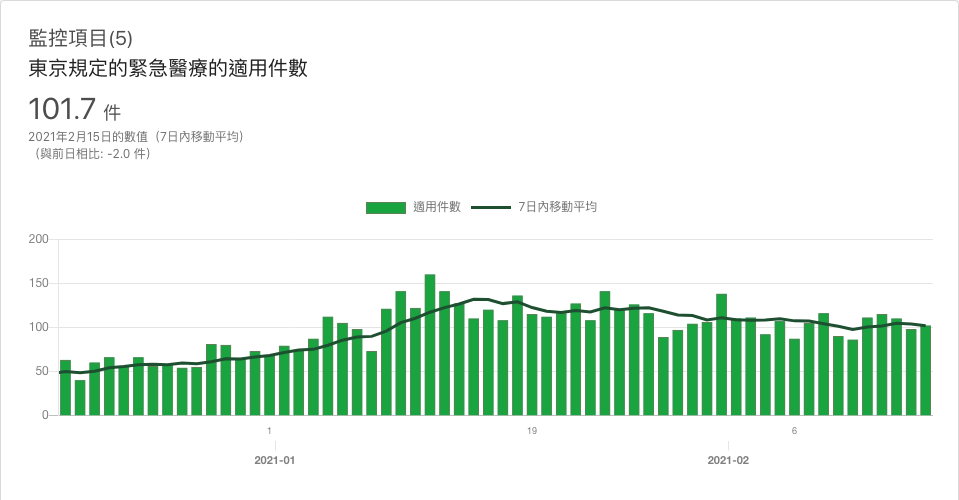 監控項目(5)
東京規定的緊急醫療的適用件數
101.7 件
2021年2月15日的數值（7日內移動平均）
（與前日相比: -2.0 件）
適用件數 7日內移動平均
200
150
100
50
0
1 19 6
2021-01 2021-02